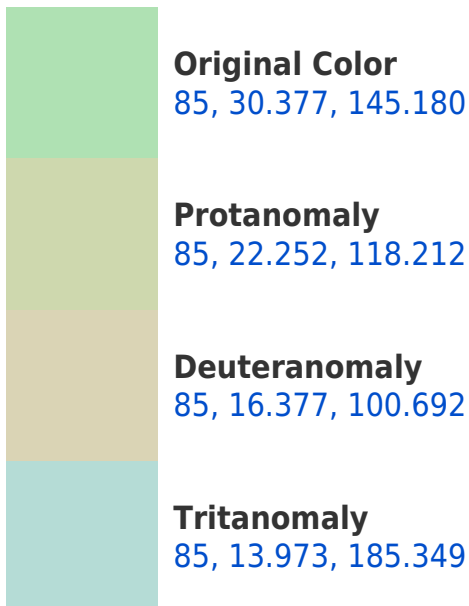 Original Color
85, 30.377, 145.180
Protanomaly
85, 22.252, 118.212
Deuteranomaly
85, 16.377, 100.692
Tritanomaly
85, 13.973, 185.349